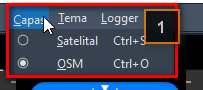 Capas Tema Logger 1
Satelital Ctrl+S
OSM Ctrl+O